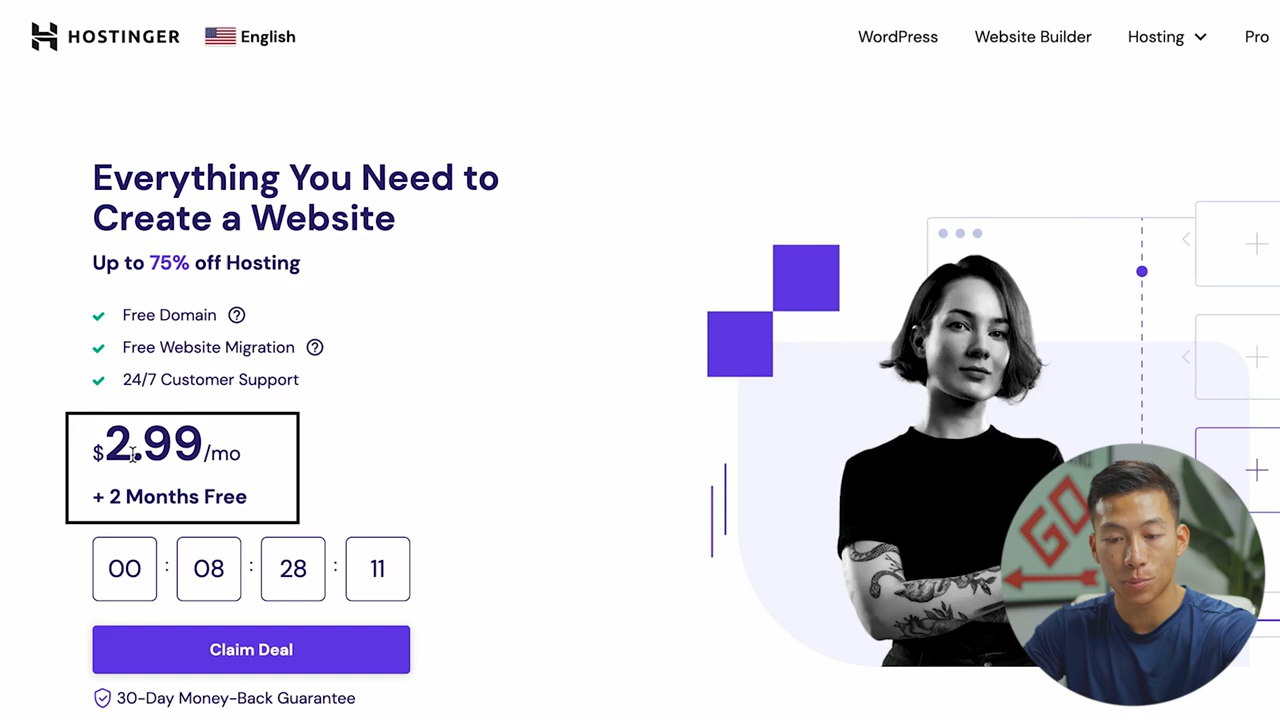 HOSTINGER
English
WordPress
Website Builder
Hosting
Pro
Everything You Need to
Create a Website
Up to 75% off Hosting
Free Domain
Free Website Migration
24/7 Customer Support
$2.99/mo
+ 2 Months Free
00 : 08 : 28 : 11
Claim Deal
30-Day Money-Back Guarantee
GO